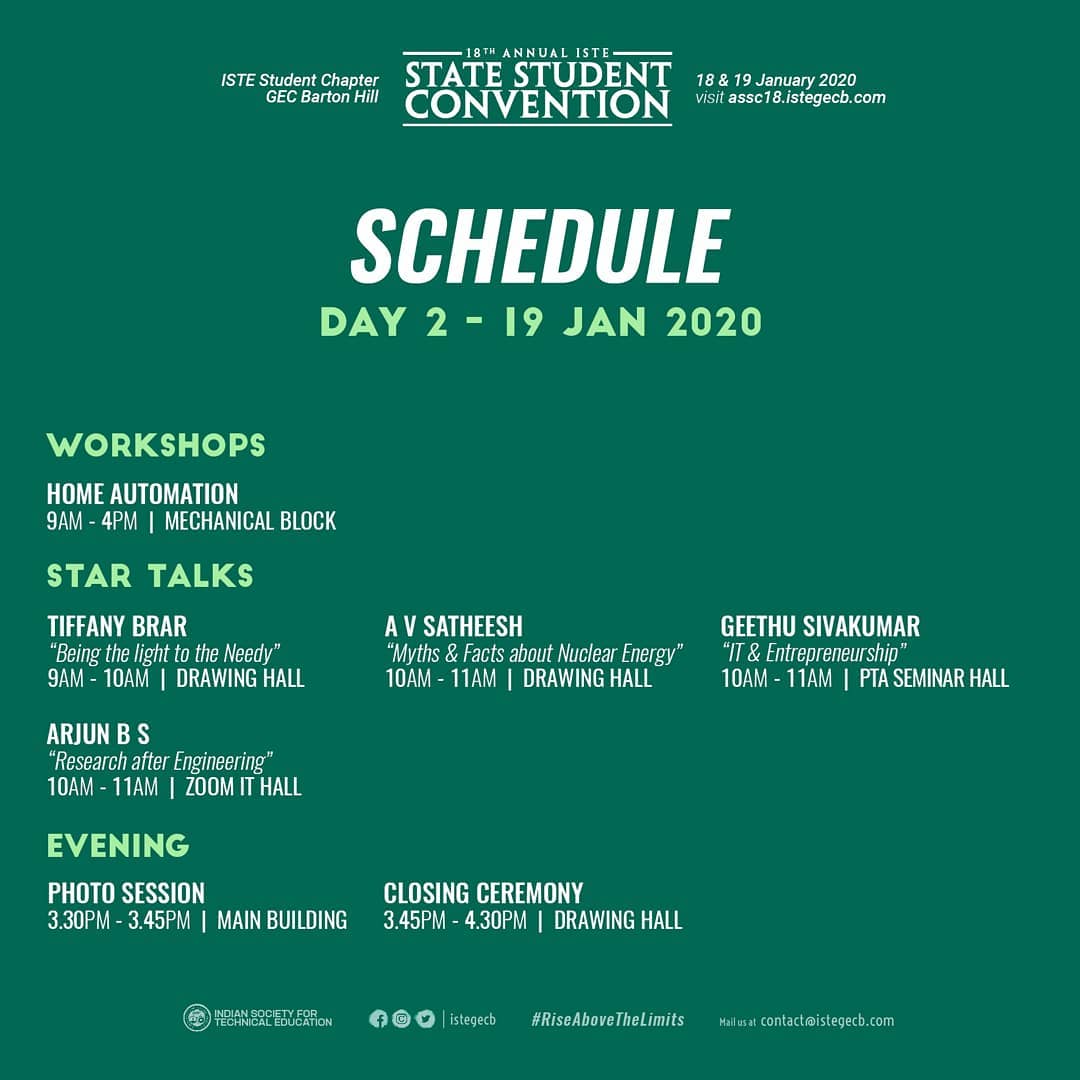 ISTE Student Chapter
GEC Barton Hill
18TH ANNUAL ISTE
STATE STUDENT
CONVENTION
18 & 19 January 2020
visit assc18.istegecb.com
SCHEDULE
DAY 2 - 19 JAN 2020
WORKSHOPS
HOME AUTOMATION
9AM - 4PM | MECHANICAL BLOCK
STAR TALKS
TIFFANY BRAR
“Being the light to the Needy”
9AM - 10AM | DRAWING HALL
A V SATHEESH
“Myths & Facts about Nuclear Energy”
10AM - 11AM | DRAWING HALL
GEETHU SIVAKUMAR
“IT & Entrepreneurship”
10AM - 11AM | PTA SEMINAR HALL
ARJUN B S
“Research after Engineering”
10AM - 11AM | ZOOM IT HALL
EVENING
PHOTO SESSION
3.30PM - 3.45PM | MAIN BUILDING
CLOSING CEREMONY
3.45PM - 4.30PM | DRAWING HALL
INDIAN SOCIETY FOR
TECHNICAL EDUCATION
| istegecb
#RiseAboveTheLimits
Mail us at contact@istegecb.com